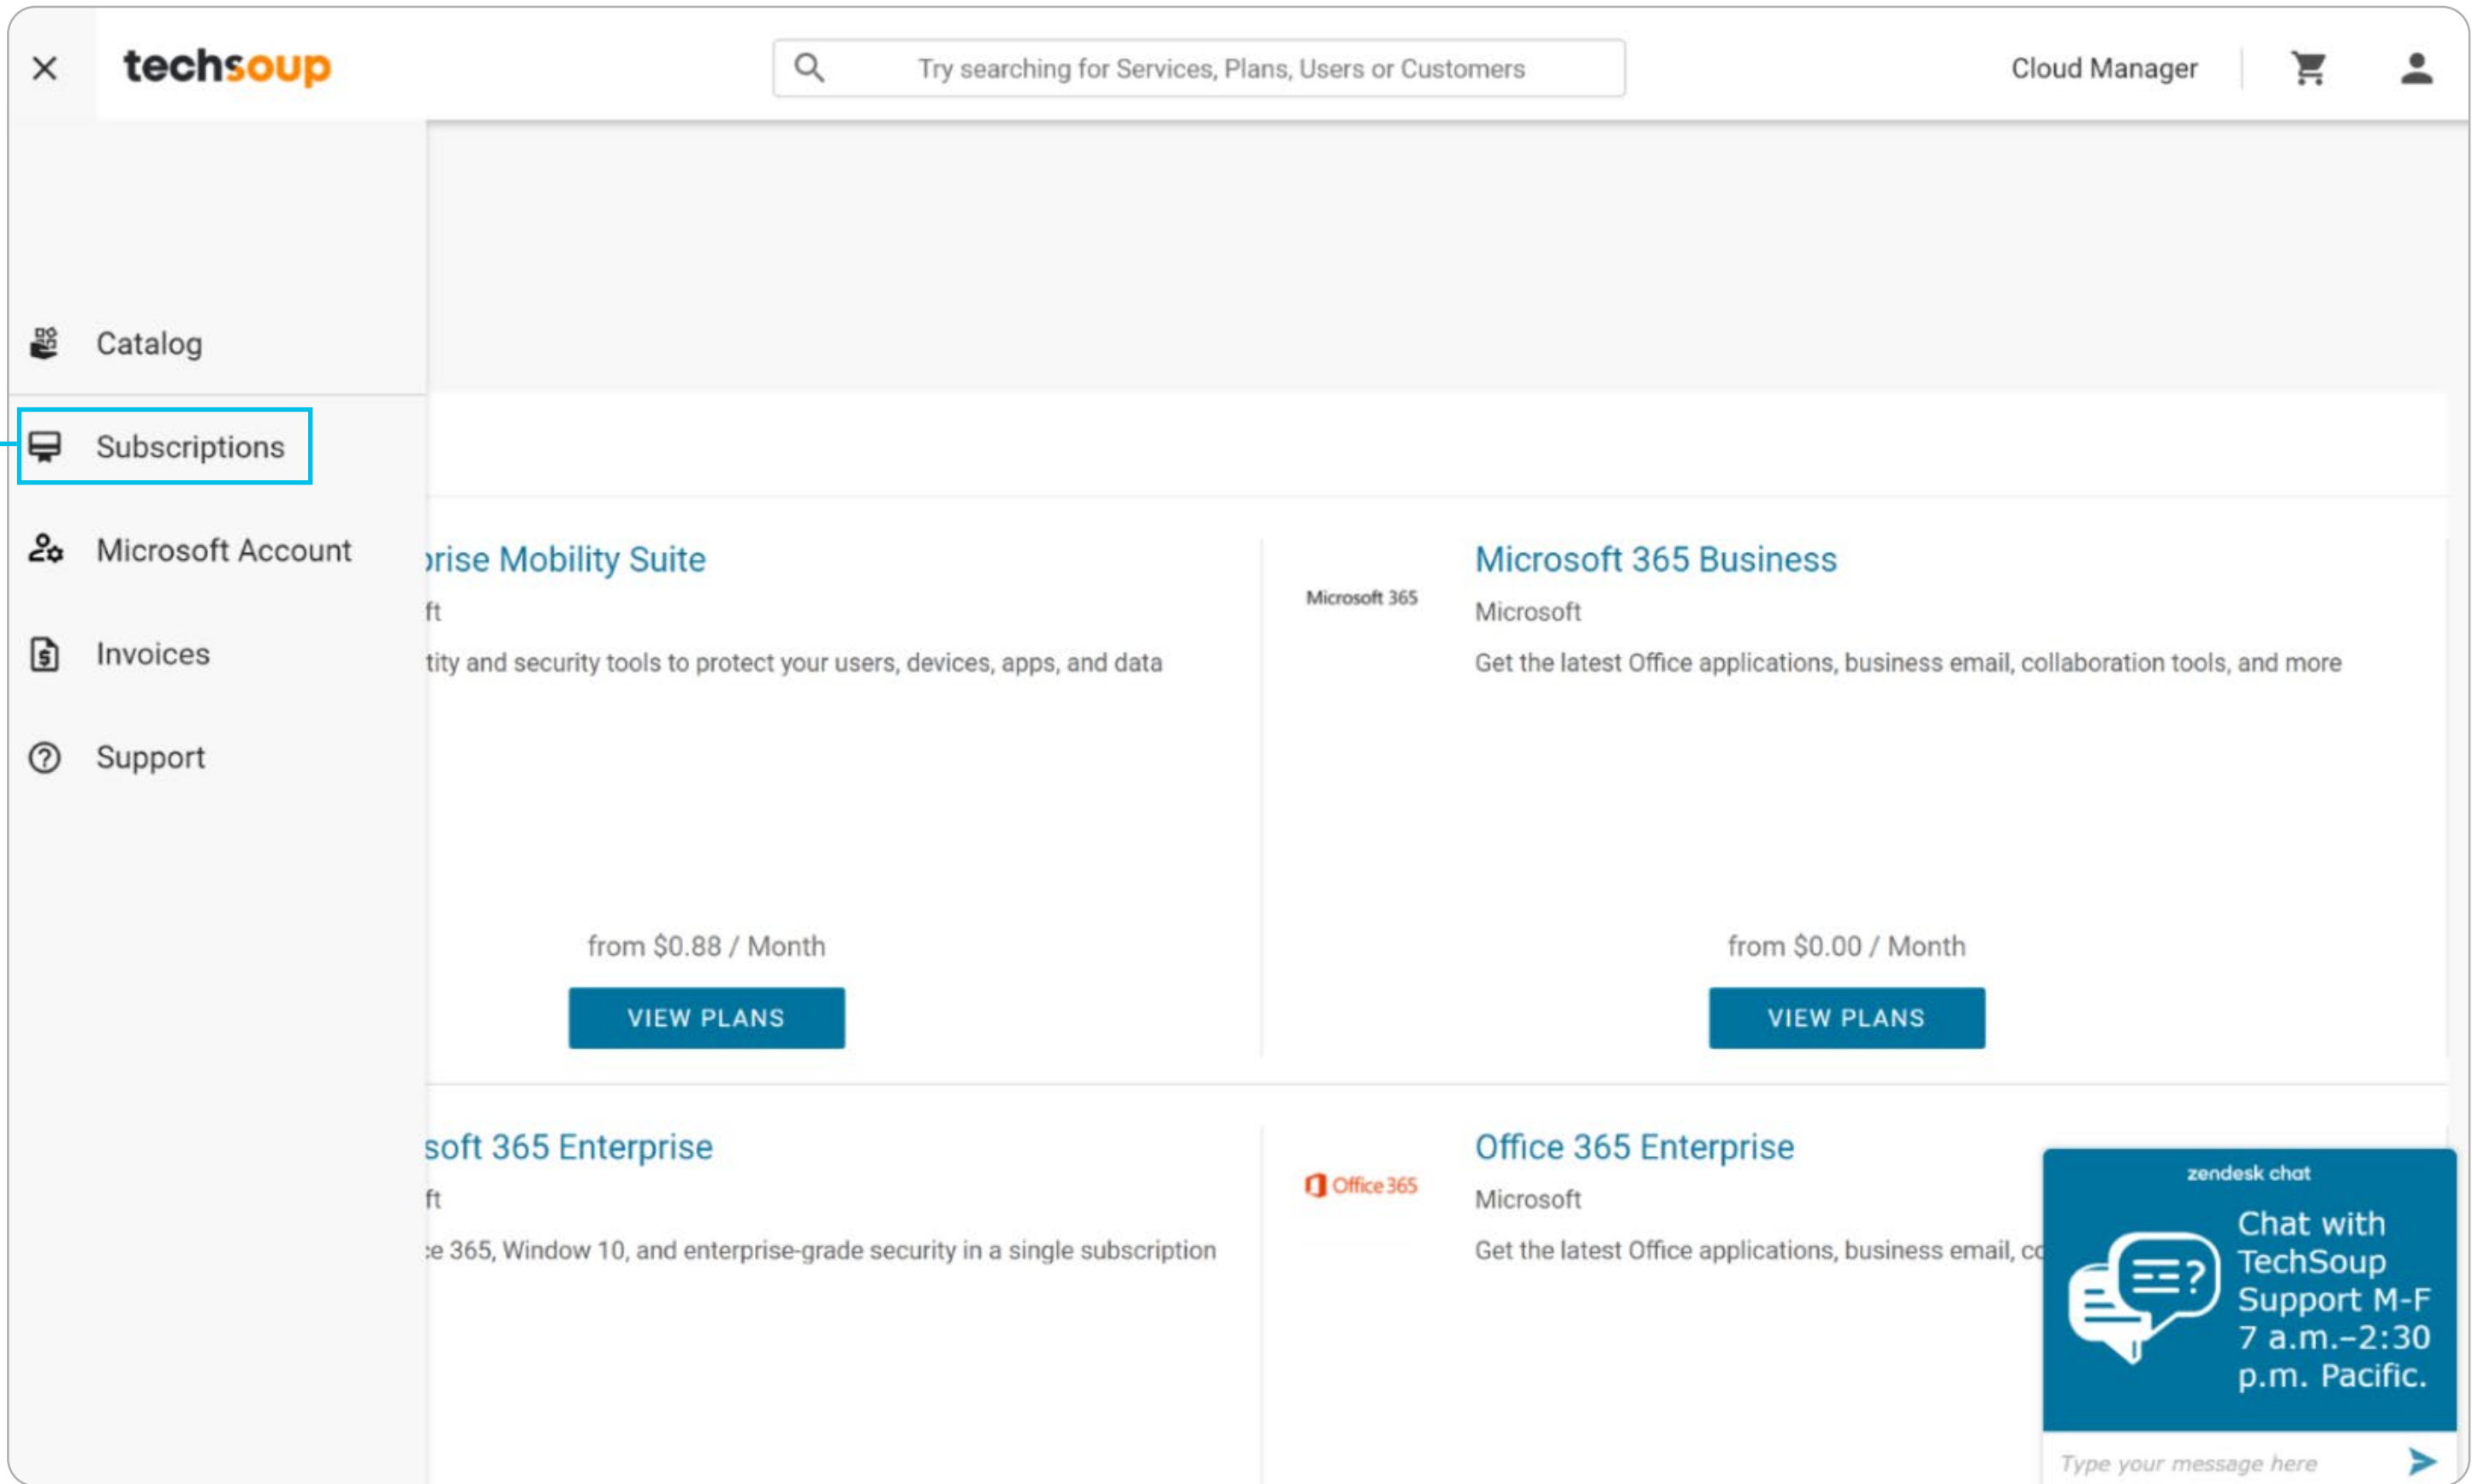 techsoup
Try searching for Services, Plans, Users or Customers
Cloud Manager
Catalog
Subscriptions
Microsoft Account
Invoices
Support
prise Mobility Suite
ft
tity and security tools to protect your users, devices, apps, and data
from $0.88 / Month
VIEW PLANS
Microsoft 365
Microsoft 365 Business
Microsoft
Get the latest Office applications, business email, collaboration tools, and more
from $0.00 / Month
VIEW PLANS
soft 365 Enterprise
ft
ce 365, Window 10, and enterprise-grade security in a single subscription
Office 365
Office 365 Enterprise
Microsoft
Get the latest Office applications, business email, co
zendesk chat
Chat with
TechSoup
Support M-F
7 a.m.–2:30
p.m. Pacific.
Type your message here